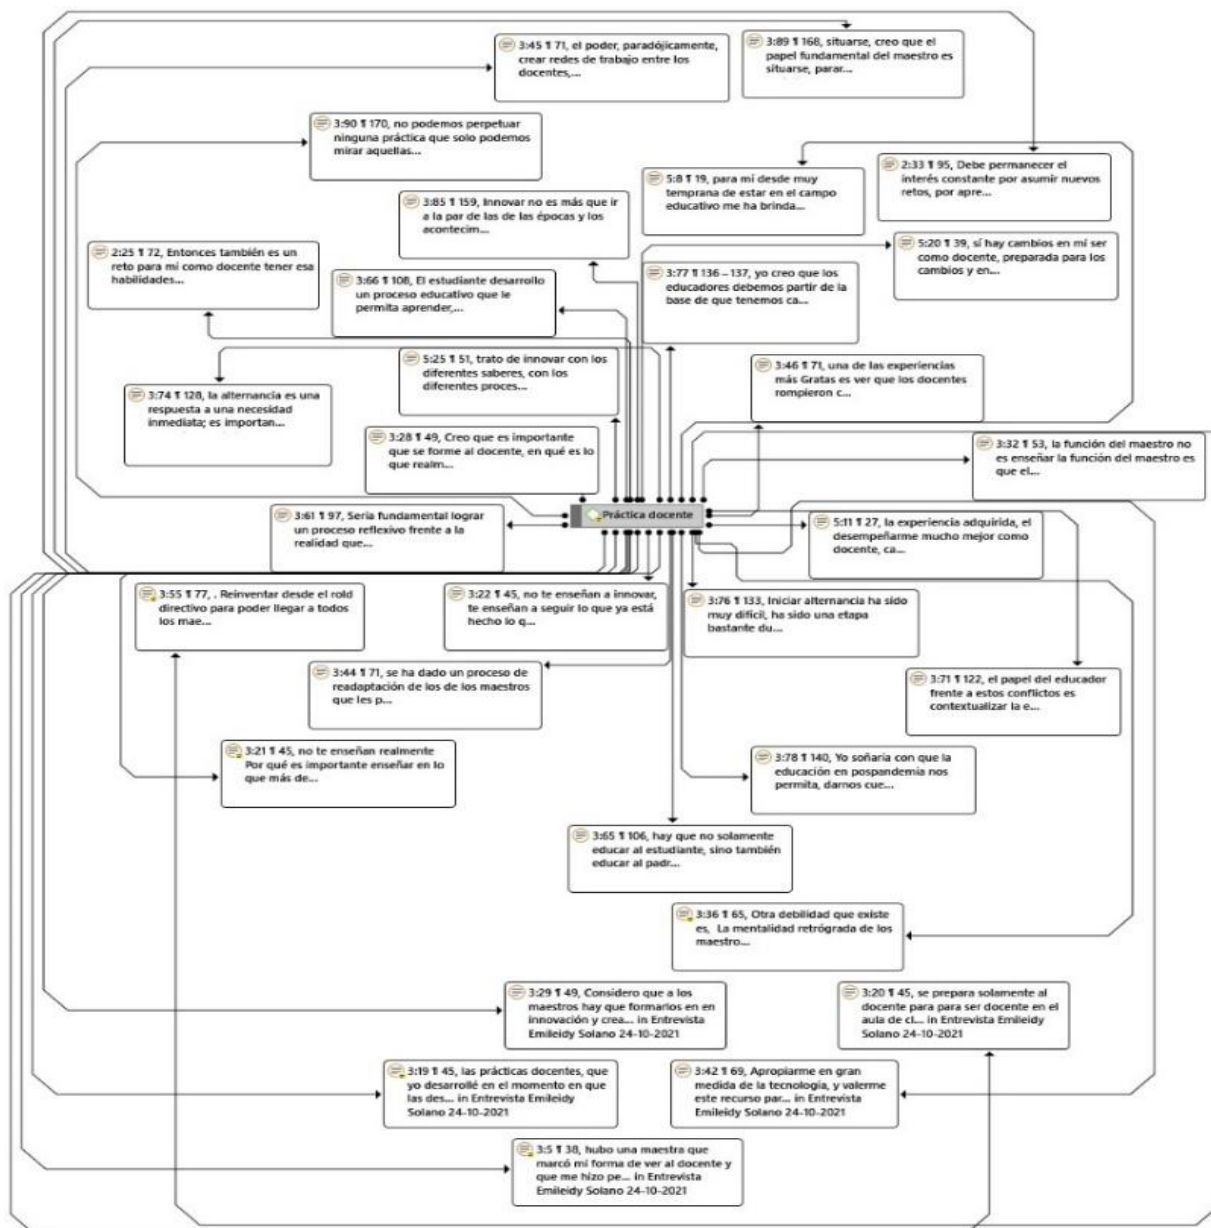 3:45 ¶ 71, el poder, paradójicamente,
crear redes de trabajo entre los
docentes,...
3:89 ¶ 168, situarse, creo que el
papel fundamental del maestro es
situarse, parar...
3:90 ¶ 170, no podemos perpetuar
ninguna práctica que solo podemos
mirar aquellas...
5:8 ¶ 19, para mí desde muy
temprana de estar en el campo
educativo me ha brinda...
2:33 ¶ 95, Debe permanecer el
interés constante por asumir nuevos
retos, por apre...
3:85 ¶ 159, Innovar no es más que ir
a la par de las de las épocas y los
acontecim...
2:25 ¶ 72, Entonces también es un
reto para mí como docente tener esa
habilidades...
5:20 ¶ 39, sí hay cambios en mi ser
como docente, preparada para los
cambios y en...
3:66 ¶ 108, El estudiante desarrollo
un proceso educativo que le
permita aprender,...
3:77 ¶ 136 – 137, yo creo que los
educadores debemos partir de la
base de que tenemos ca...
5:25 ¶ 51, trato de innovar con los
diferentes saberes, con los
diferentes proces...
3:46 ¶ 71, una de las experiencias
más Gratas es ver que los docentes
rompieron c...
3:74 ¶ 128, la alternancia es una
respuesta a una necesidad
inmediata; es importan...
3:28 ¶ 49, Creo que es importante
que se forme al docente, en qué es lo
que realm...
3:32 ¶ 53, la función del maestro no
es enseñar la función del maestro es
que el...
3:61 ¶ 97, Sería fundamental lograr
un proceso reflexivo frente a la
realidad que...
Práctica docente
5:11 ¶ 27, la experiencia adquirida, el
desempeñarme mucho mejor como
docente, ca...
3:55 ¶ 77, . Reinventar desde el rold
directivo para poder llegar a todos
los mae...
3:22 ¶ 45, no te enseñan a innovar,
te enseñan a seguir lo que ya está
hecho lo q...
3:76 ¶ 133, Iniciar alternancia ha sido
muy difícil, ha sido una etapa
bastante du...
3:44 ¶ 71, se ha dado un proceso de
readaptación de los de los maestros
que les p...
3:71 ¶ 122, el papel del educador
frente a estos conflictos es
contextualizar la e...
3:21 ¶ 45, no te enseñan realmente
Por qué es importante enseñar en lo
que más de...
3:78 ¶ 140, Yo soñaría con que la
educación en pospandemia nos
permita, darnos cue...
3:65 ¶ 106, hay que no solamente
educar al estudiante, sino también
educar al padr...
3:36 ¶ 65, Otra debilidad que existe
es, La mentalidad retrógrada de los
maestro...
3:29 ¶ 49, Considero que a los
maestros hay que formarlos en en
innovación y crea... in Entrevista
Emileidy Solano 24-10-2021
3:20 ¶ 45, se prepara solamente al
docente para para ser docente en el
aula de cl... in Entrevista Emileidy
Solano 24-10-2021
3:19 ¶ 45, las prácticas docentes, que
yo desarrollé en el momento en que
las des... in Entrevista Emileidy
Solano 24-10-2021
3:42 ¶ 69, Apropiarme en gran
medida de la tecnología, y valerme
este recurso par... in Entrevista
Emileidy Solano 24-10-2021
3:5 ¶ 38, hubo una maestra que
marcó mi forma de ver al docente y
que me hizo pe... in Entrevista
Emileidy Solano 24-10-2021